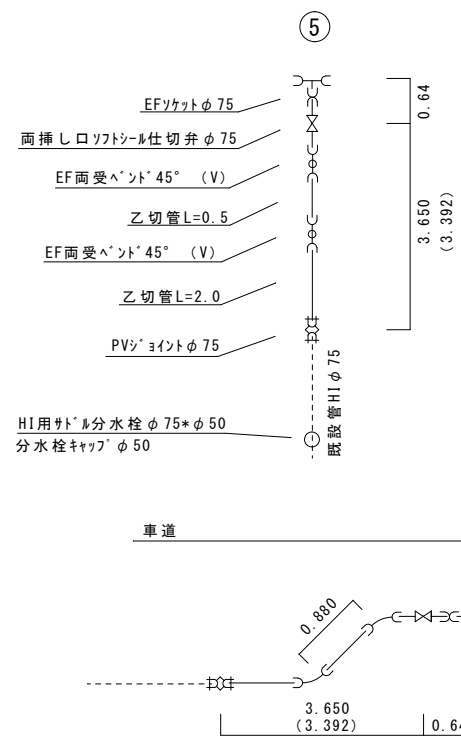 ⑤
EFソケットφ75
両挿し口ソフトシール仕切弁φ75
EF両受ベンド45° (V)
乙切管L=0.5
EF両受ベンド45° (V)
乙切管L=2.0
PVジョイントφ75
HI用サドル分水栓φ75*φ50
分水栓キャップφ50
0.64
3.650
(3.392)
既設管HIφ75
車道
0.880
3.650
(3.392)
0.64